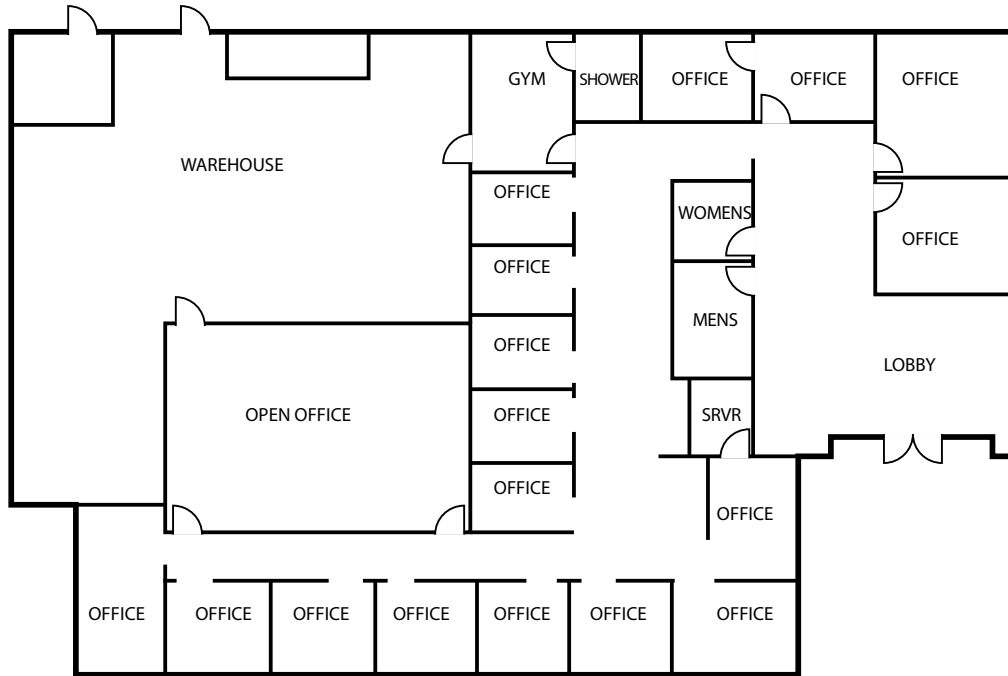 GYM
SHOWER
OFFICE
OFFICE
OFFICE
WAREHOUSE
OFFICE
WOMENS
OFFICE
OFFICE
MENS
OFFICE
LOBBY
OPEN OFFICE
OFFICE
SRVR
OFFICE
OFFICE
OFFICE
OFFICE
OFFICE
OFFICE
OFFICE
OFFICE
OFFICE